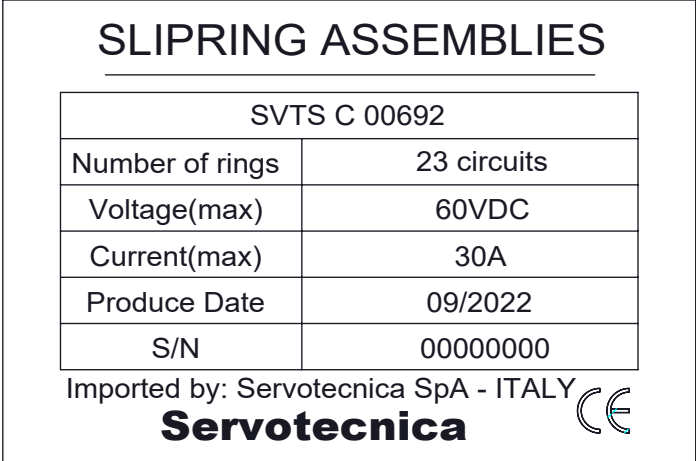 SLIPRING ASSEMBLIES
SVTS C 00692
Number of rings 23 circuits
Voltage(max) 60VDC
Current(max) 30A
Produce Date 09/2022
S/N 00000000
Imported by: Servotecnica SpA - ITALY
Servotecnica CE